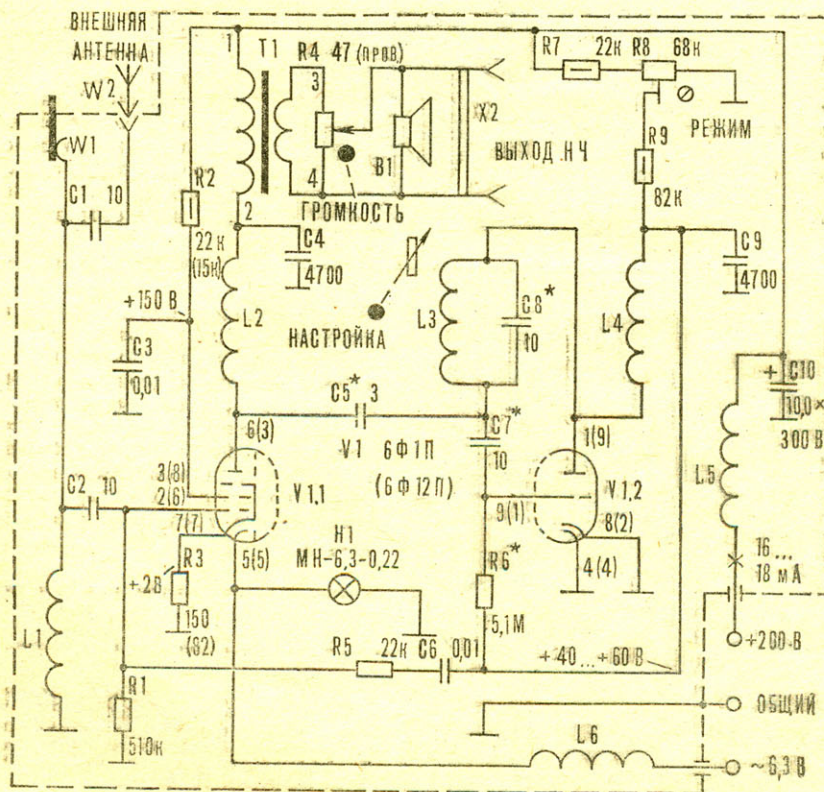 ВНЕШНЯЯ
АНТЕННА
W2
W1
C1 10
1 T1
R4 47 (пров)
3
4
2
B1
X2
ВЫХОД НЧ
ГРОМКОСТЬ
R7 22к R8 68к
РЕЖИМ
R9
82к
R2
22к
(15к)
C4
4700
C9
4700
+150 В
L2
НАСТРОЙКА
L3
C8*
10
L4
C3
0,01
C5* 3
C7*
10
+ C10
10,0×
300 В
6(3)
V1 6Ф1П
(6Ф12П)
1(9)
L5
C2 10
3(8)
2(6)
7(7)
V1.1
9(1)
V1.2
8(2)
R3
5(5)
H1
МН-6,3-0,22
R6*
4(4)
16...
18 мА
+2В
150
(82)
5,1М
L1
R5 22к C6 0,01
+40...+60 В
+200 В
R1
510к
ОБЩИЙ
L6
~6,3 В